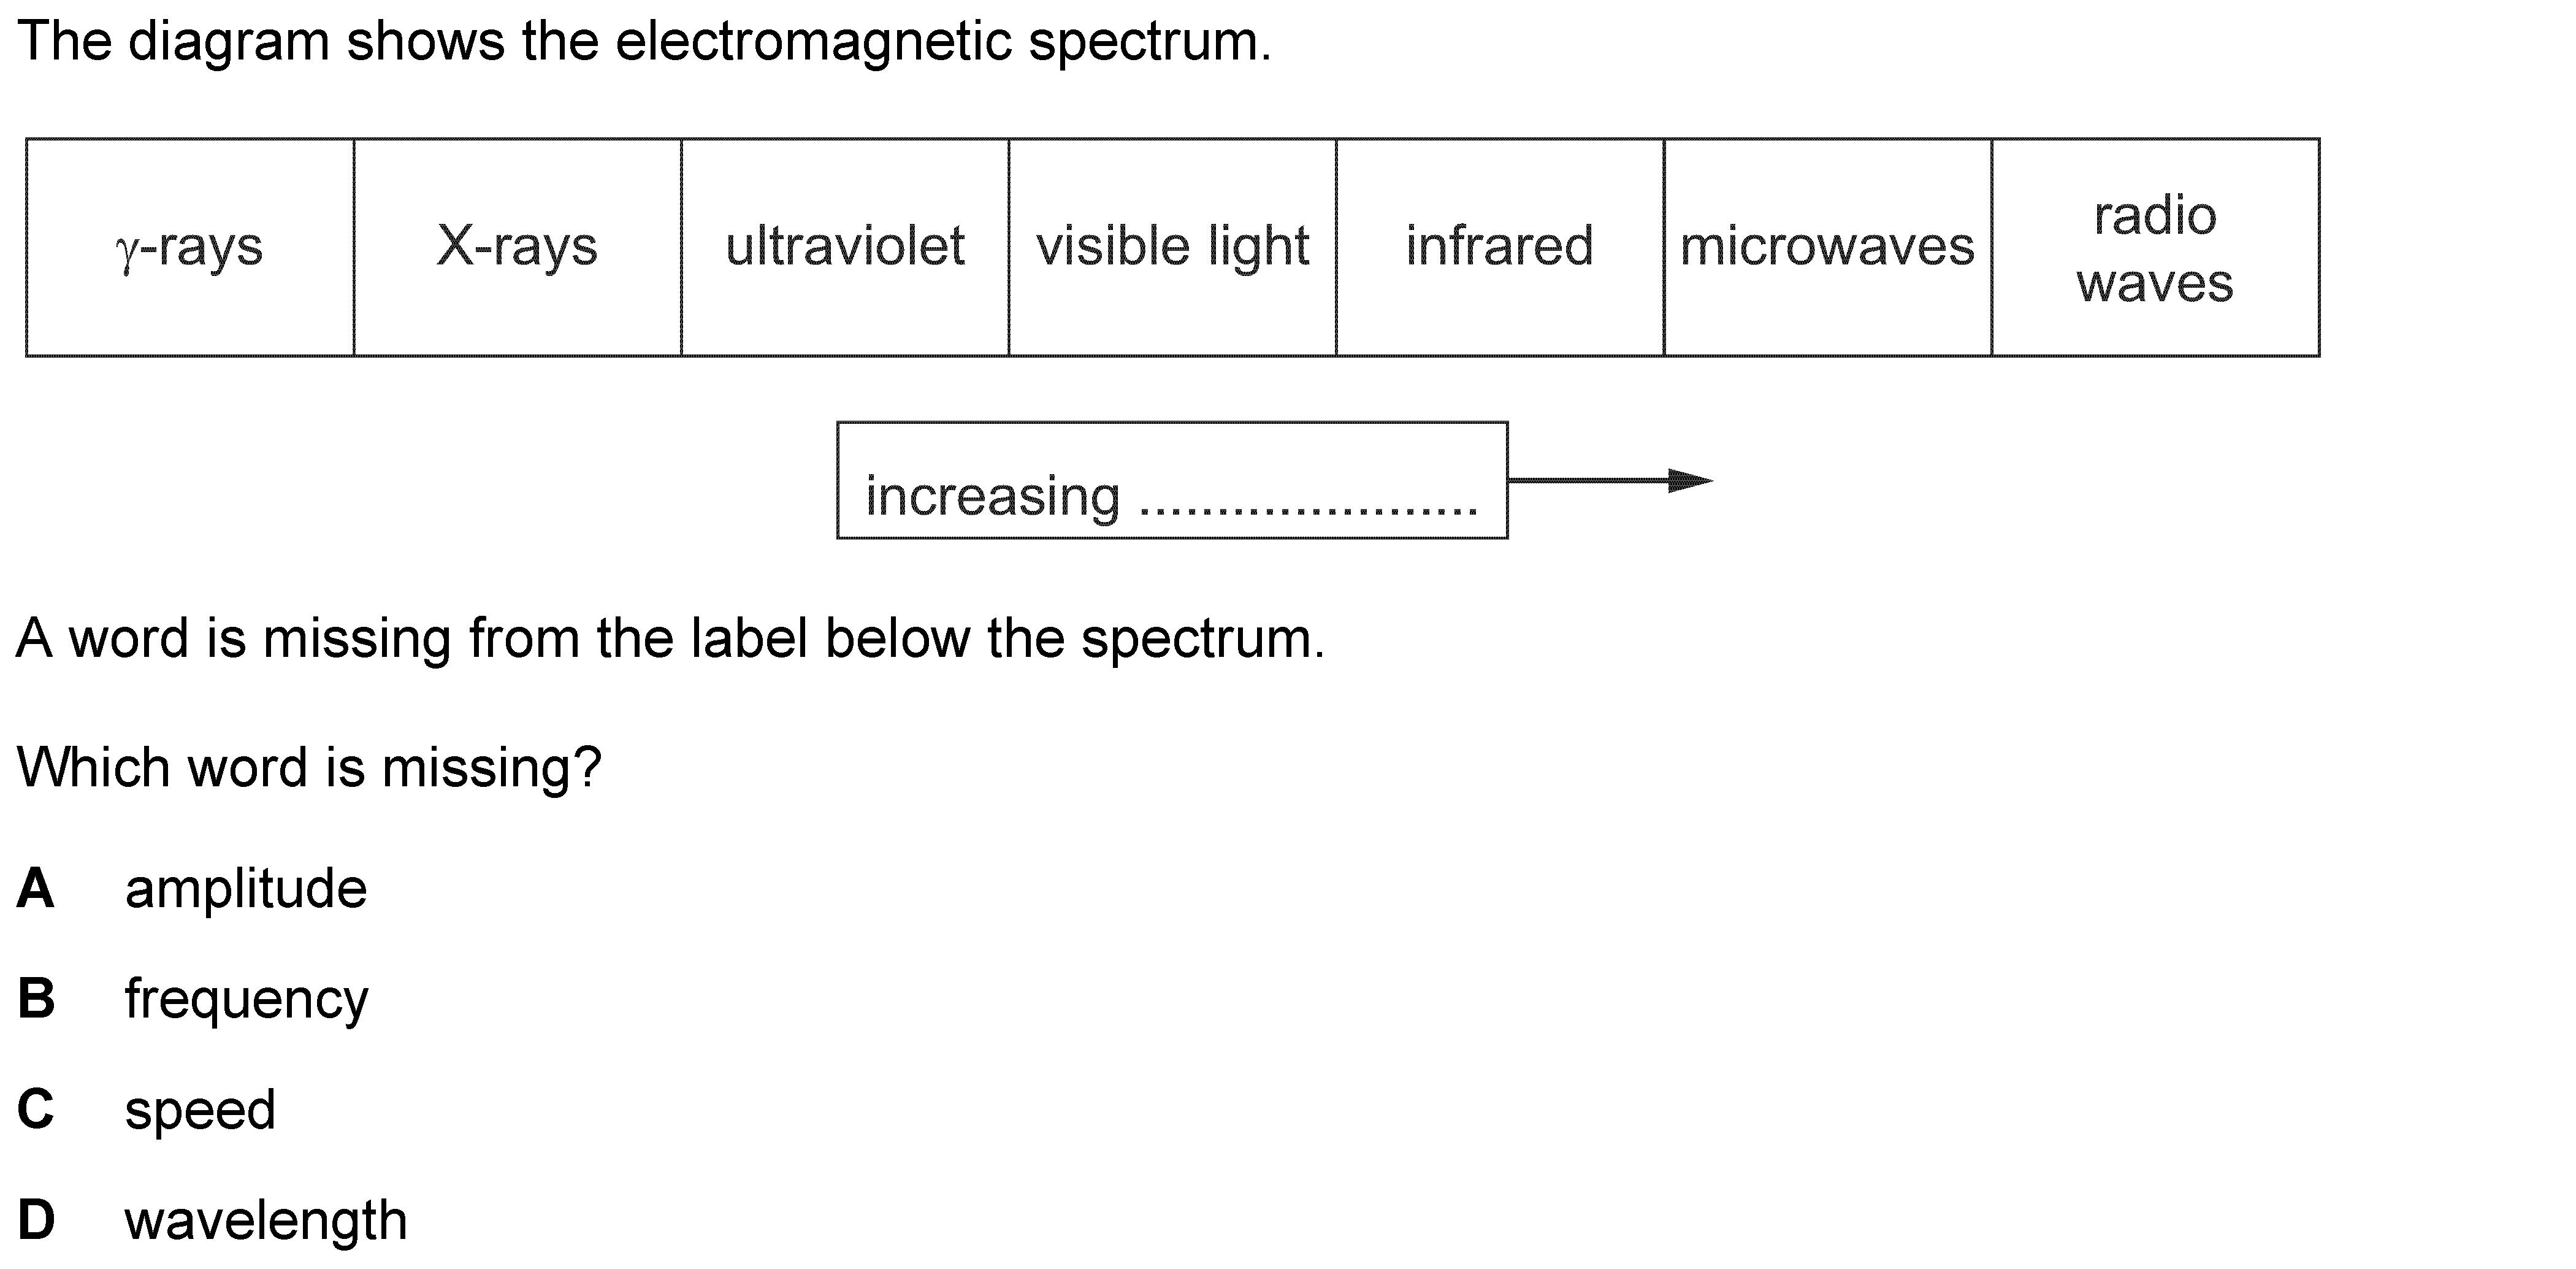 The diagram shows the electromagnetic spectrum.
γ-rays X-rays ultraviolet visible light infrared microwaves radio
waves
increasing ......................
A word is missing from the label below the spectrum.
Which word is missing?
A amplitude
B frequency
C speed
D wavelength